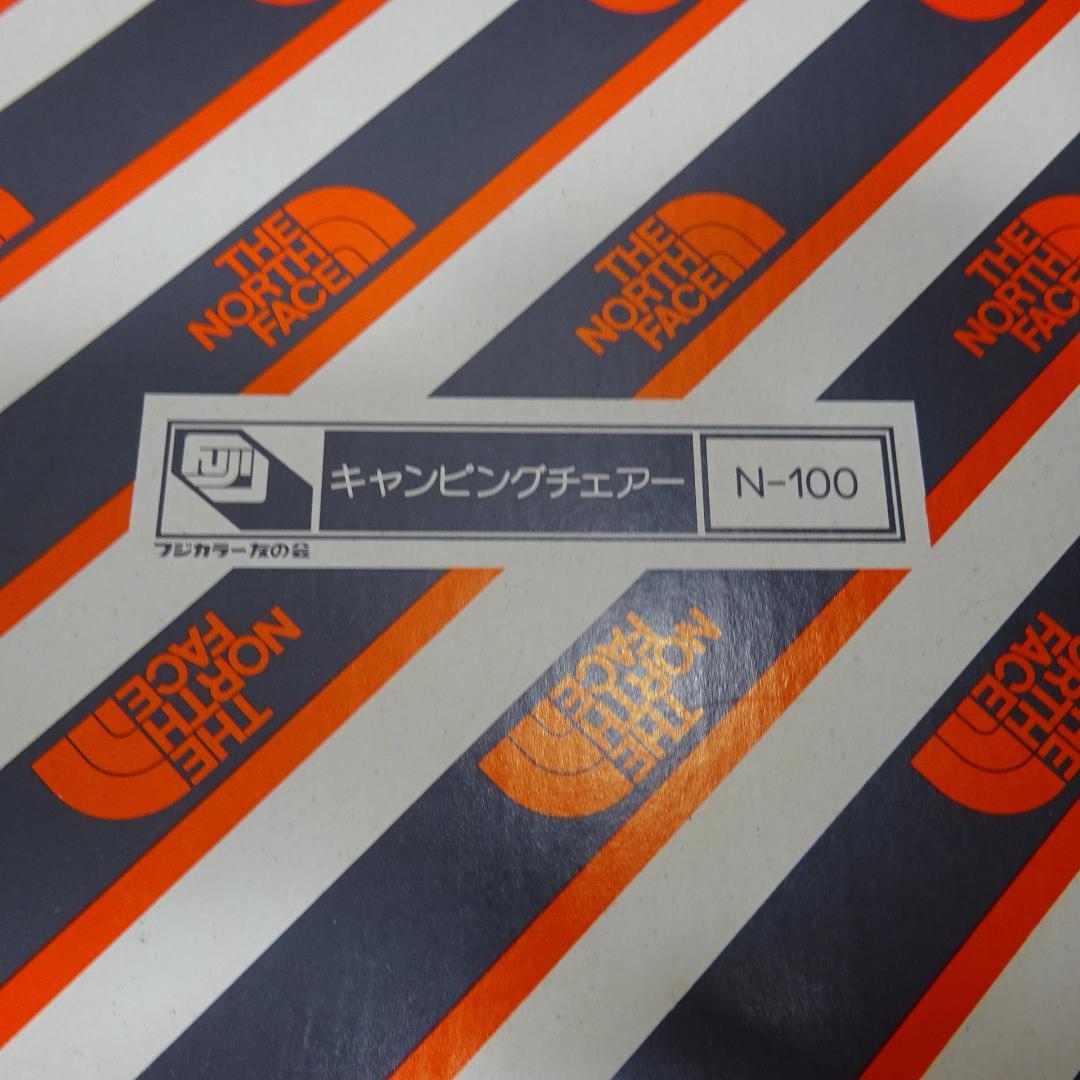 THE
NORTH
FACE
THE
NORTH
FACE
THE
NORTH
FACE
FUJI
キャンピングチェアー
N-100
フジカラー友の会
THE
NORTH
FACE
THE
NORTH
FACE
THE
NORTH
FACE